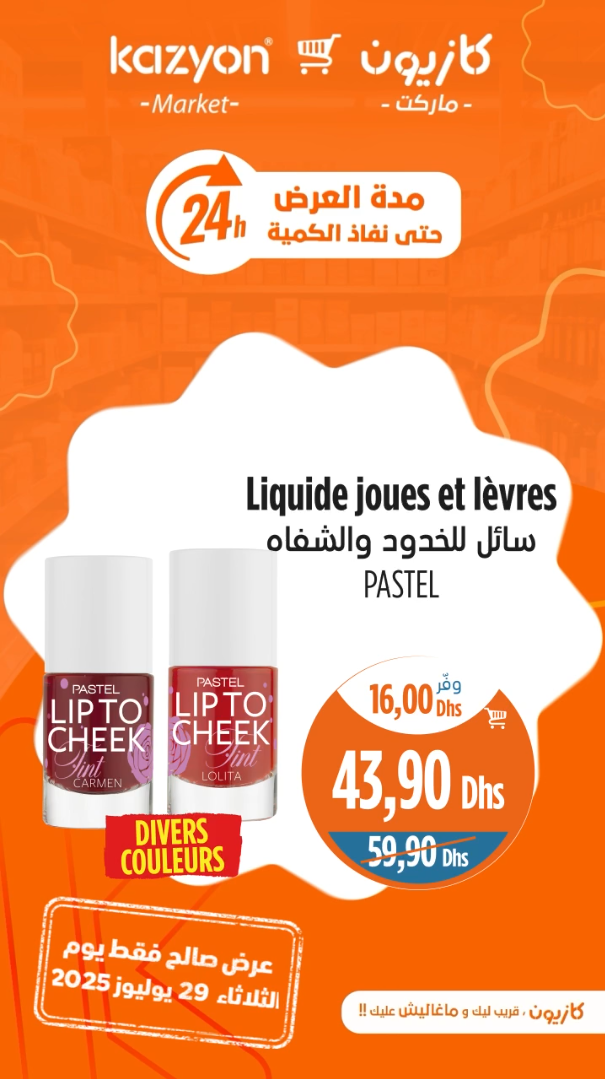 kazyon® كازيون
-Market- - ماركت -
24h
مدة العرض
حتى نفاذ الكمية
Liquide joues et lèvres
سائل للخدود والشفاه
PASTEL
PASTEL
LIP TO
CHEEK
Tint
CARMEN
PASTEL
LIP TO
CHEEK
Tint
LOLITA
DIVERS
COULEURS
وفّر
16,00 Dhs
43,90 Dhs
59,90 Dhs
عرض صالح فقط يوم
الثلاثاء 29 يوليوز 2025
كازيون ، قريب ليك و ماغاليش عليك !!